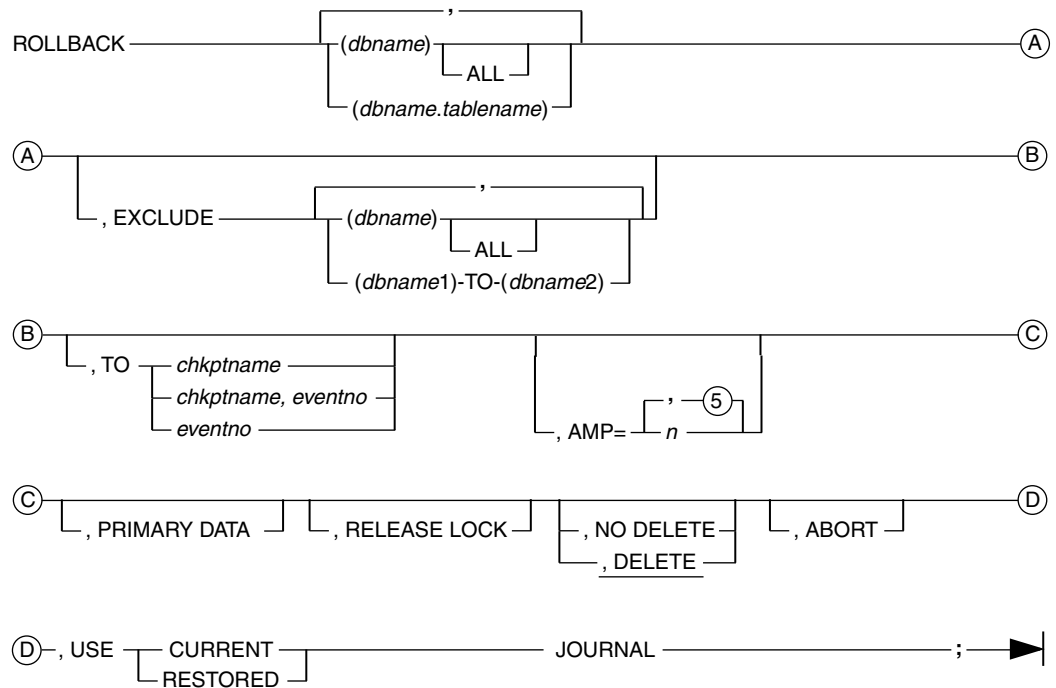 ,
ROLLBACK (dbname) A
ALL
(dbname.tablename)
A B
,
, EXCLUDE (dbname)
ALL
(dbname1)-TO-(dbname2)
B C
, TO chkptname
chkptname, eventno
eventno
, 5
, AMP= n
C D
, PRIMARY DATA , RELEASE LOCK , NO DELETE , ABORT
, DELETE
D , USE CURRENT JOURNAL ;
RESTORED